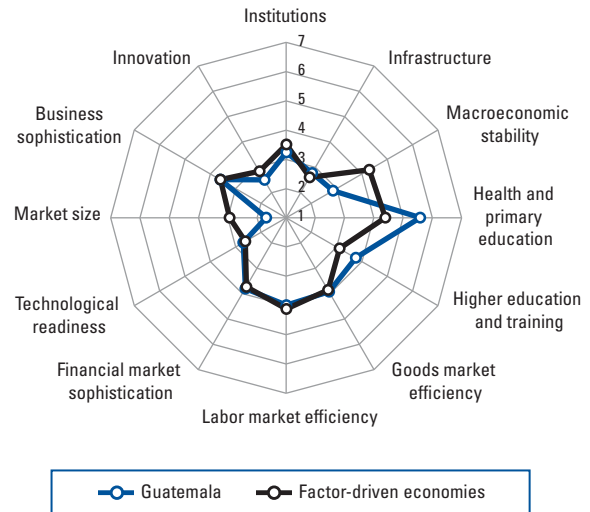 Institutions
7
6
5
4
3
2
1
Infrastructure
Macroeconomic
stability
Health and
primary
education
Higher education
and training
Goods market
efficiency
Labor market efficiency
Financial market
sophistication
Technological
readiness
Market size
Business
sophistication
Innovation
Guatemala
Factor-driven economies